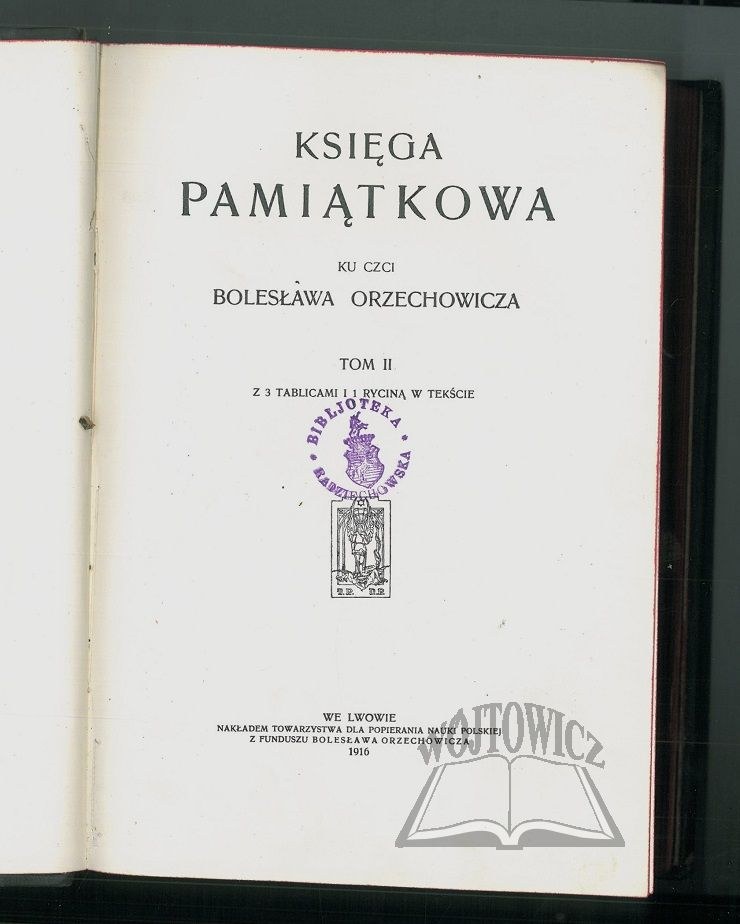 KSIĘGA
PAMIĄTKOWA
KU CZCI
BOLESŁAWA ORZECHOWICZA
TOM II
Z 3 TABLICAMI I 1 RYCINĄ W TEKŚCIE
* BIBLJOTEKA *
RADZIECHOWSKA
WE LWOWIE
NAKŁADEM TOWARZYSTWA DLA POPIERANIA NAUKI POLSKIEJ
Z FUNDUSZU BOLESŁAWA ORZECHOWICZA
1916
WÓJTOWICZ